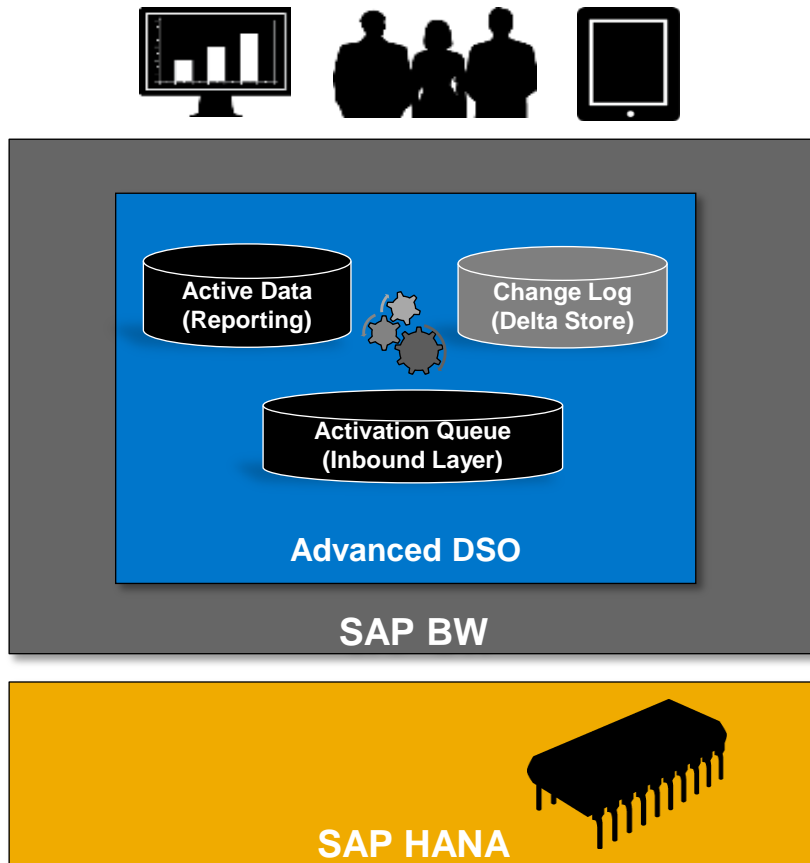 Active Data
(Reporting)
Change Log
(Delta Store)
Activation Queue
(Inbound Layer)
Advanced DSO
SAP BW
SAP HANA